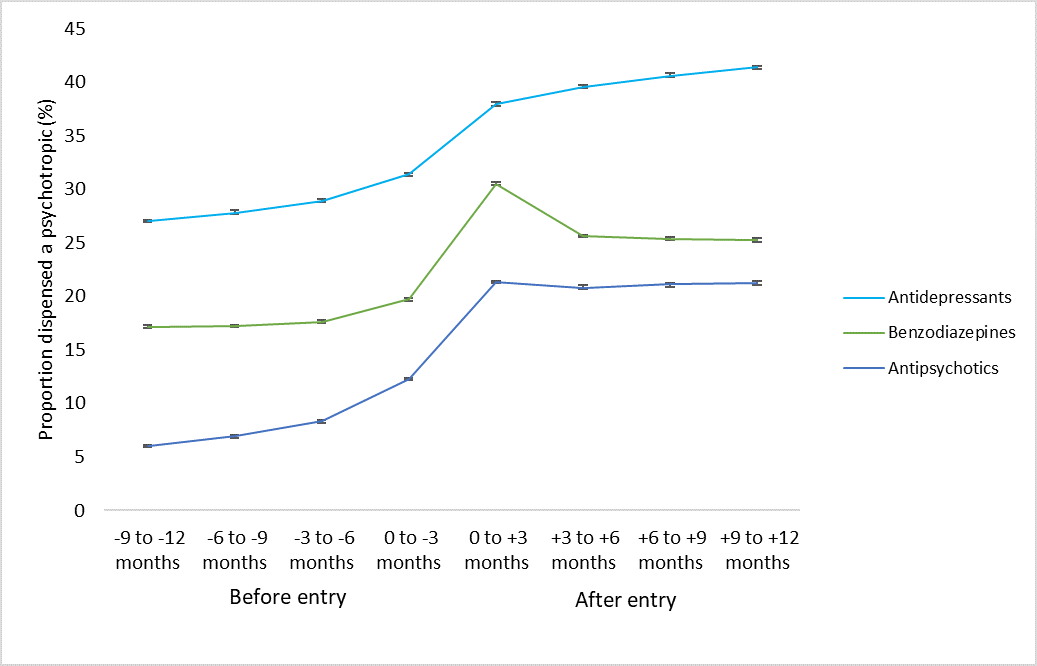 Proportion dispensed a psychotropic (%)
45
40
35
30
25
20
15
10
5
0
-9 to -12
months
-6 to -9
months
-3 to -6
months
0 to -3
months
0 to +3
months
+3 to +6
months
+6 to +9
months
+9 to +12
months
Before entry
After entry
Antidepressants
Benzodiazepines
Antipsychotics